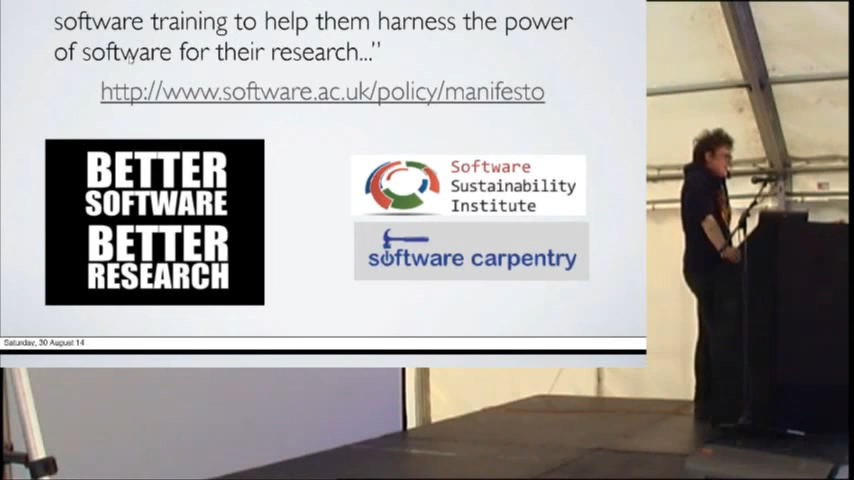 software training to help them harness the power
of software for their research..."
http://www.software.ac.uk/policy/manifesto
BETTER
SOFTWARE
BETTER
RESEARCH
Software
Sustainability
Institute
software carpentry
Saturday, 30 August 14